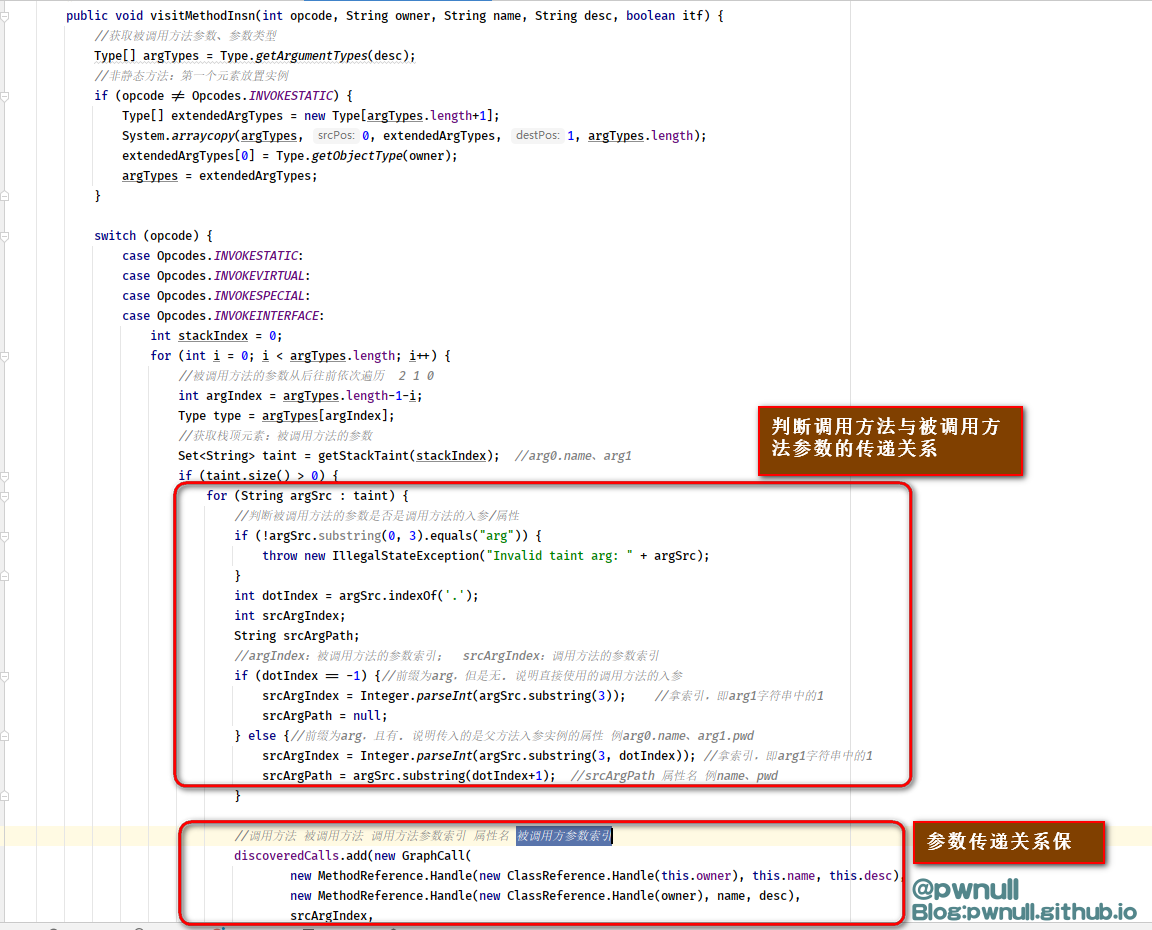 public void visitMethodInsn(int opcode, String owner, String name, String desc, boolean itf) {
//获取被调用方法参数、参数类型
Type[] argTypes = Type.getArgumentTypes(desc);
//非静态方法：第一个元素放置实例
if (opcode != Opcodes.INVOKESTATIC) {
Type[] extendedArgTypes = new Type[argTypes.length+1];
System.arraycopy(argTypes, srcPos: 0, extendedArgTypes, destPos: 1, argTypes.length);
extendedArgTypes[0] = Type.getObjectType(owner);
argTypes = extendedArgTypes;
}
switch (opcode) {
case Opcodes.INVOKESTATIC:
case Opcodes.INVOKEVIRTUAL:
case Opcodes.INVOKESPECIAL:
case Opcodes.INVOKEINTERFACE:
int stackIndex = 0;
for (int i = 0; i < argTypes.length; i++) {
//被调用方法的参数从后往前依次遍历 2 1 0
int argIndex = argTypes.length-1-i;
Type type = argTypes[argIndex];
//获取栈顶元素：被调用方法的参数
Set<String> taint = getStackTaint(stackIndex); //arg0.name、arg1
if (taint.size() > 0) {
for (String argSrc : taint) {
//判断被调用方法的参数是否是调用方法的入参/属性
if (!argSrc.substring(0, 3).equals("arg")) {
throw new IllegalStateException("Invalid taint arg: " + argSrc);
}
int dotIndex = argSrc.indexOf('.');
int srcArgIndex;
String srcArgPath;
//argIndex：被调用方法的参数索引； srcArgIndex：调用方法的参数索引
if (dotIndex == -1) {//前缀为arg，但是无. 说明直接使用的调用方法的入参
srcArgIndex = Integer.parseInt(argSrc.substring(3)); //拿索引，即arg1字符串中的1
srcArgPath = null;
} else {//前缀为arg，且有. 说明传入的是父方法入参实例的属性 例arg0.name、arg1.pwd
srcArgIndex = Integer.parseInt(argSrc.substring(3, dotIndex)); //拿索引，即arg1字符串中的1
srcArgPath = argSrc.substring(dotIndex+1); //srcArgPath 属性名 例name、pwd
}
//调用方法 被调用方法 调用方法参数索引 属性名 被调用方参数索引
discoveredCalls.add(new GraphCall(
new MethodReference.Handle(new ClassReference.Handle(this.owner), this.name, this.desc),
new MethodReference.Handle(new ClassReference.Handle(owner), name, desc),
srcArgIndex,
判断调用方法与被调用方
法参数的传递关系
参数传递关系保
@pwnull
Blog:pwnull.github.io